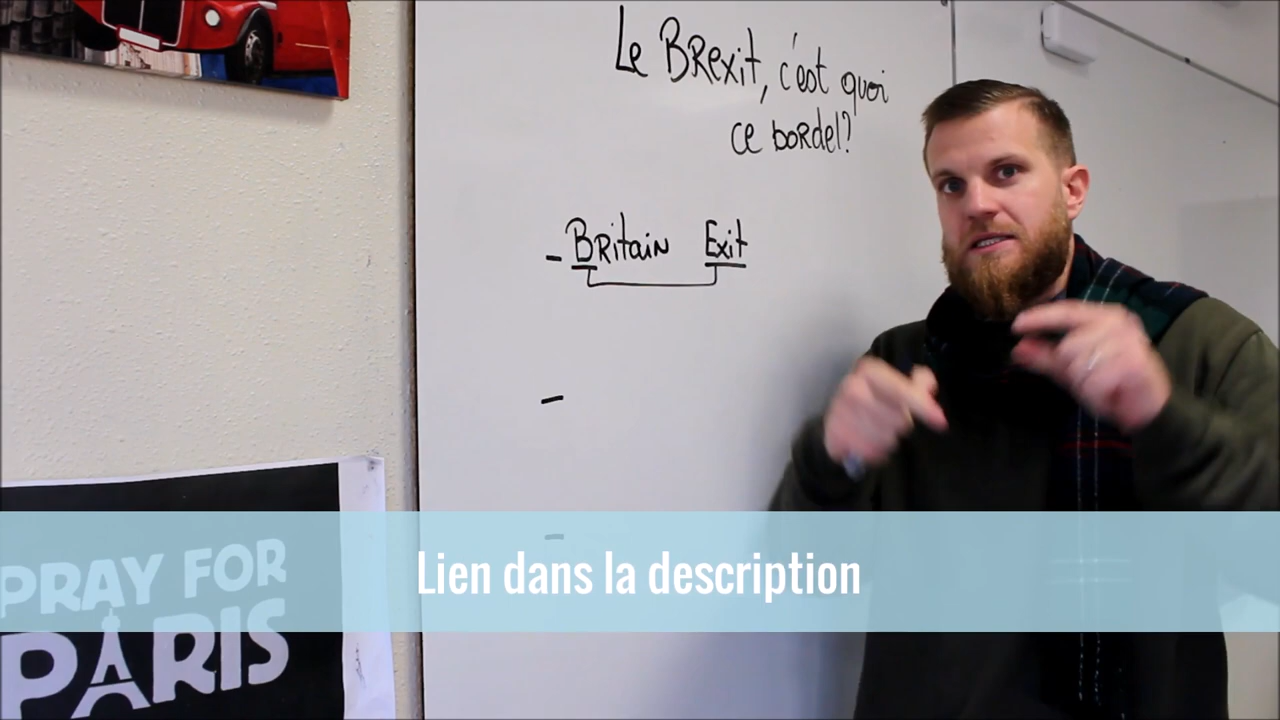 Le BRexit, c'est quoi
ce bordel?
- Britain Exit
-
-
Lien dans la description
PRAY FOR
PARIS